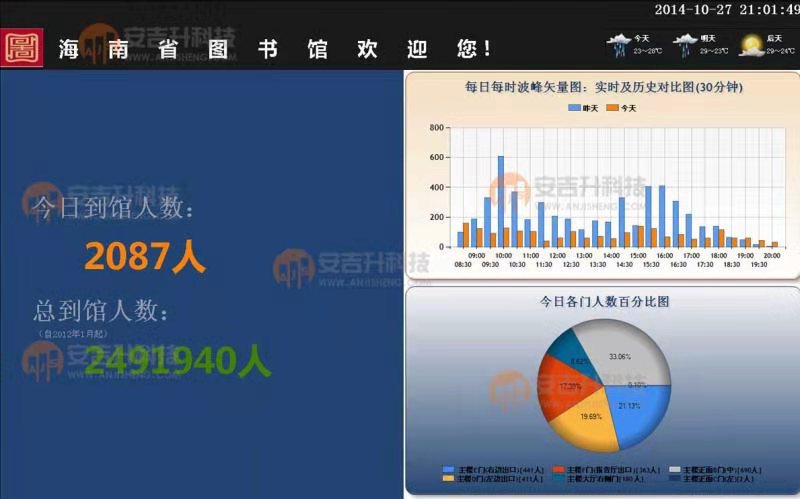 2014-10-27 21:01:49
海南省图书馆欢迎您!
今天
23~28℃
明天
29~23℃
后天
29~24℃
今日到馆人数:
2087人
总到馆人数:
(自2012年1月起)
2491940人
每日每时波峰矢量图: 实时及历史对比图(30分钟)
昨天 今天
800
600
400
200
0
09:00 10:00 11:00 12:00 13:00 14:00 15:00 16:00 17:00 18:00 19:00 20:00
08:30 09:30 10:30 11:30 12:30 13:30 14:30 15:30 16:30 17:30 18:30 19:30
今日各门人数百分比图
33.06%
8.62%
17.39%
0.10%
21.13%
19.69%
主楼E门(右边出口)[441人] 主楼F门(报告厅出口)[363人] 主楼正面B门(中)[690人]
主楼D门(左边出口)[411人] 主楼大厅右侧门[180人] 主楼正面C门(左)[2人]
安吉升科技
WWW.ANJISHENG.COM